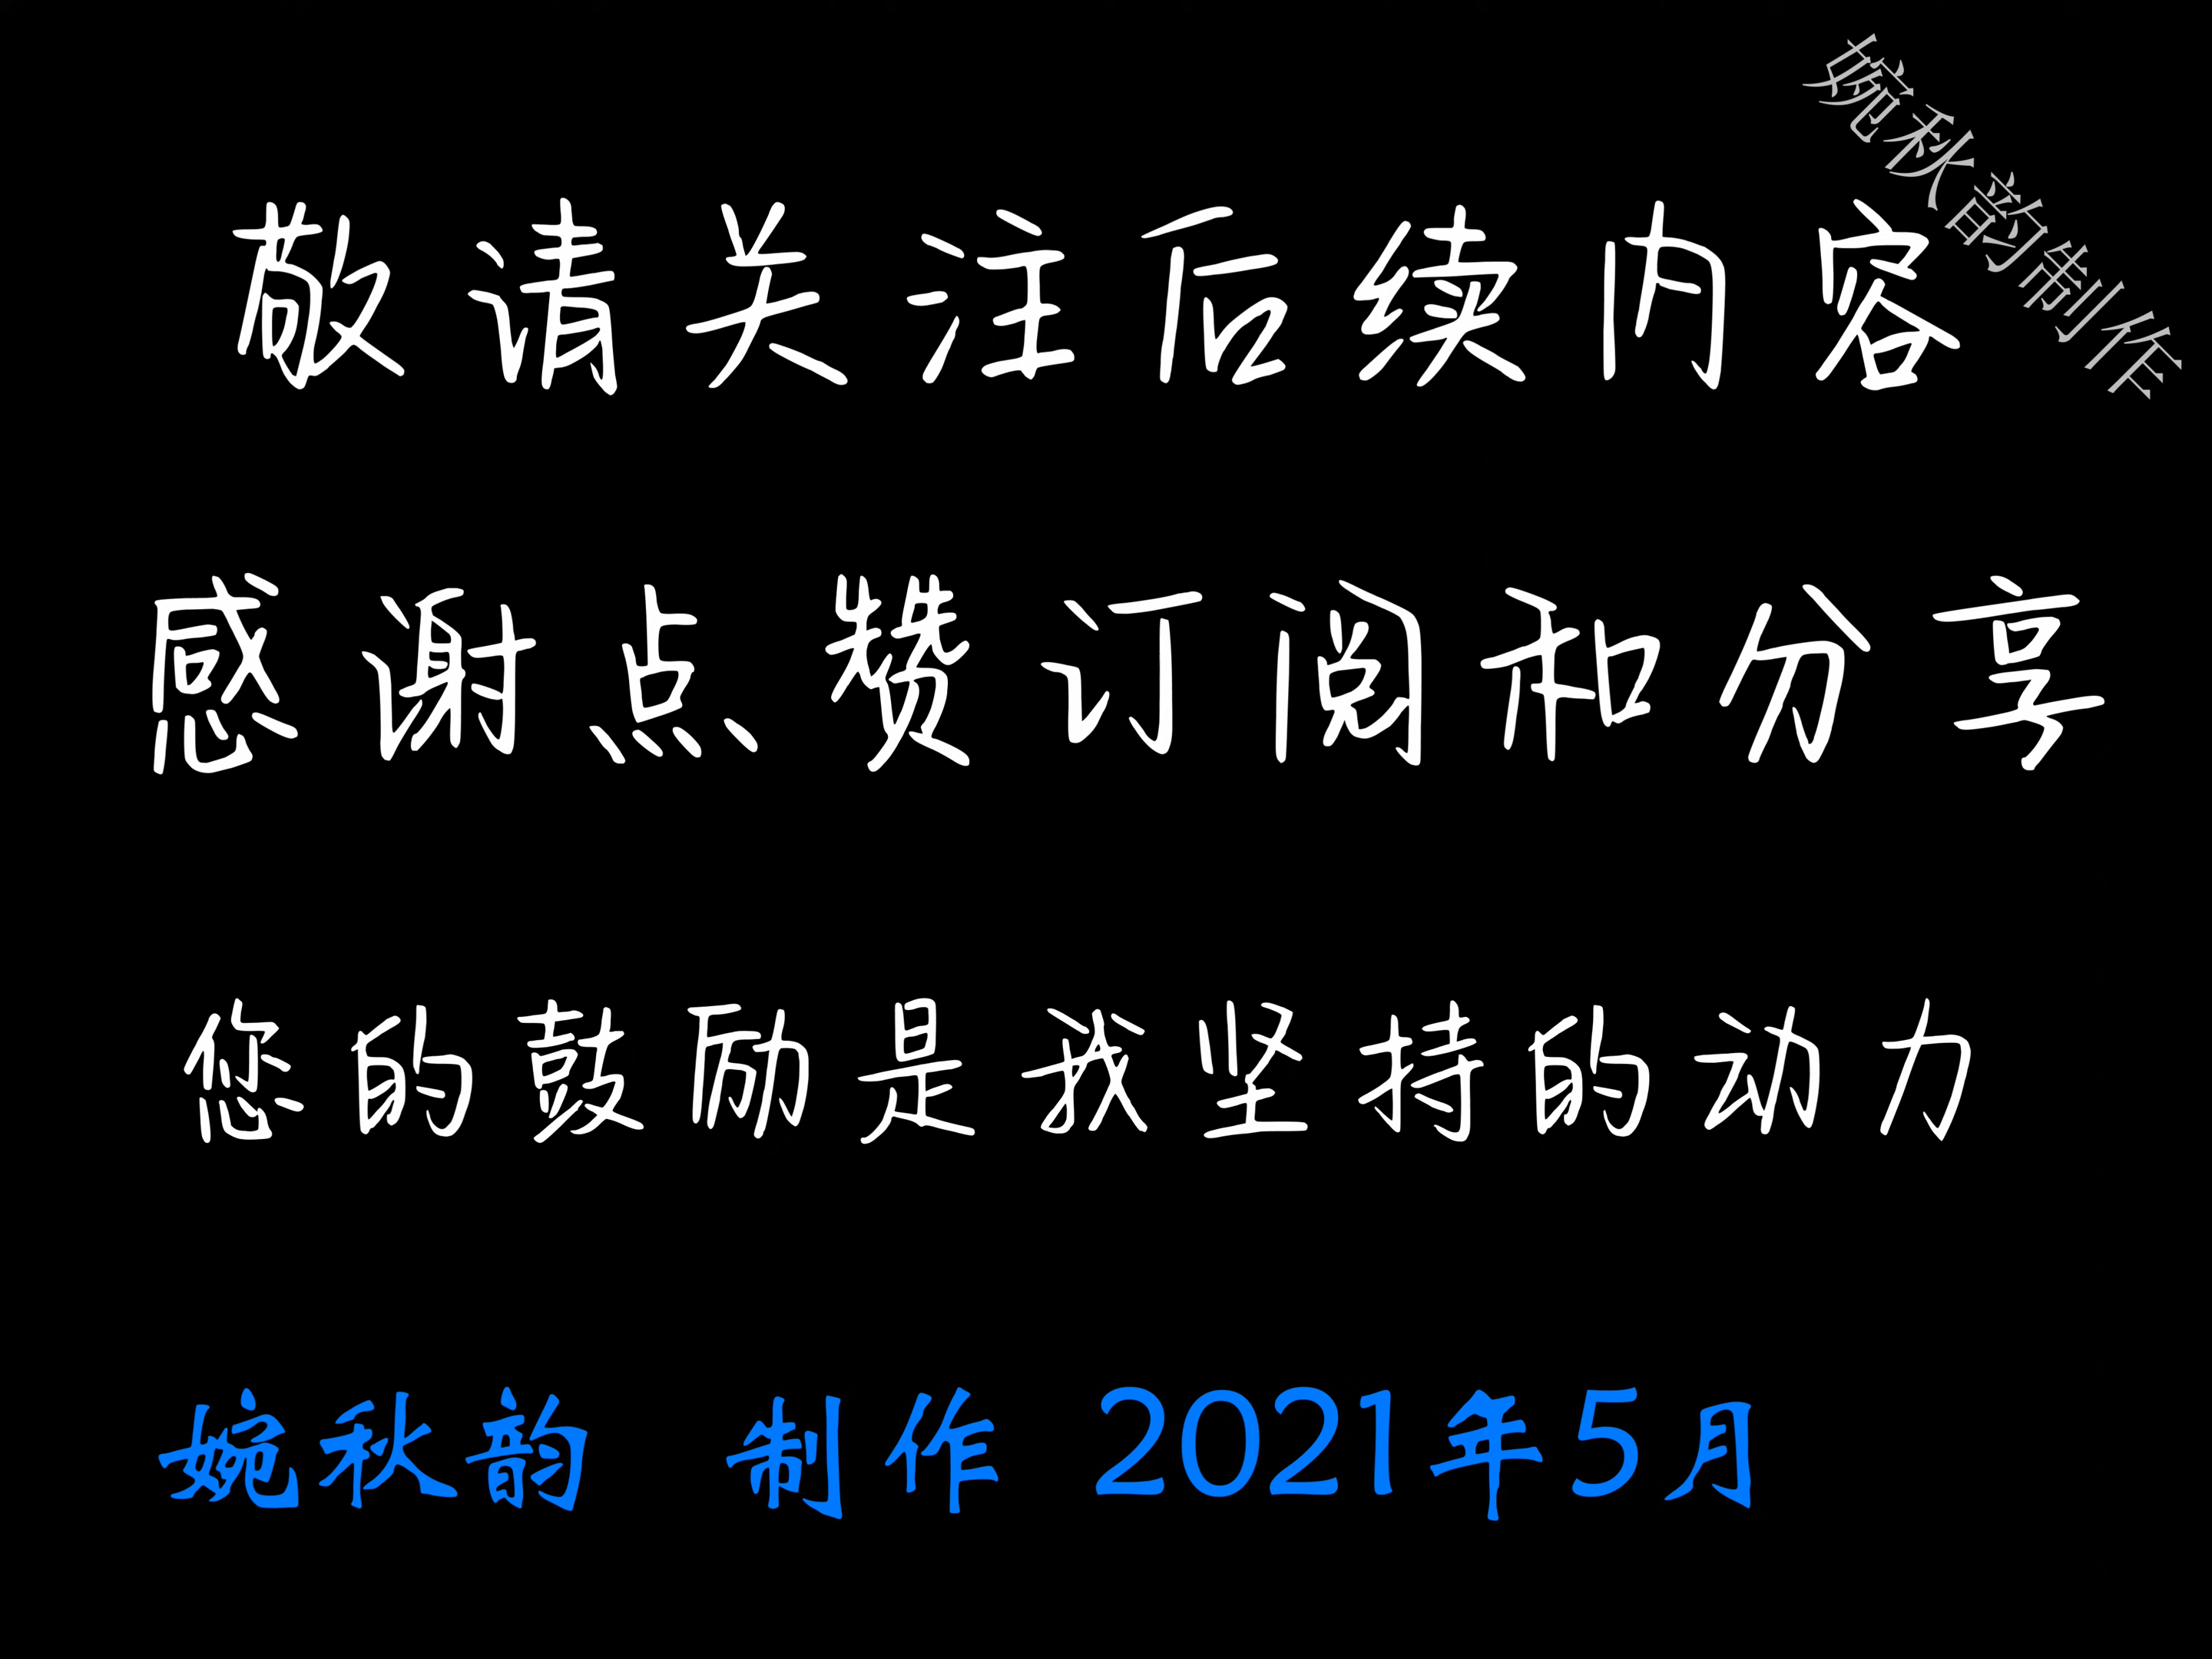 婉秋韵制作
敬请关注后续内容
感谢点赞订阅和分享
您的鼓励是我坚持的动力
婉秋韵 制作 2021年5月